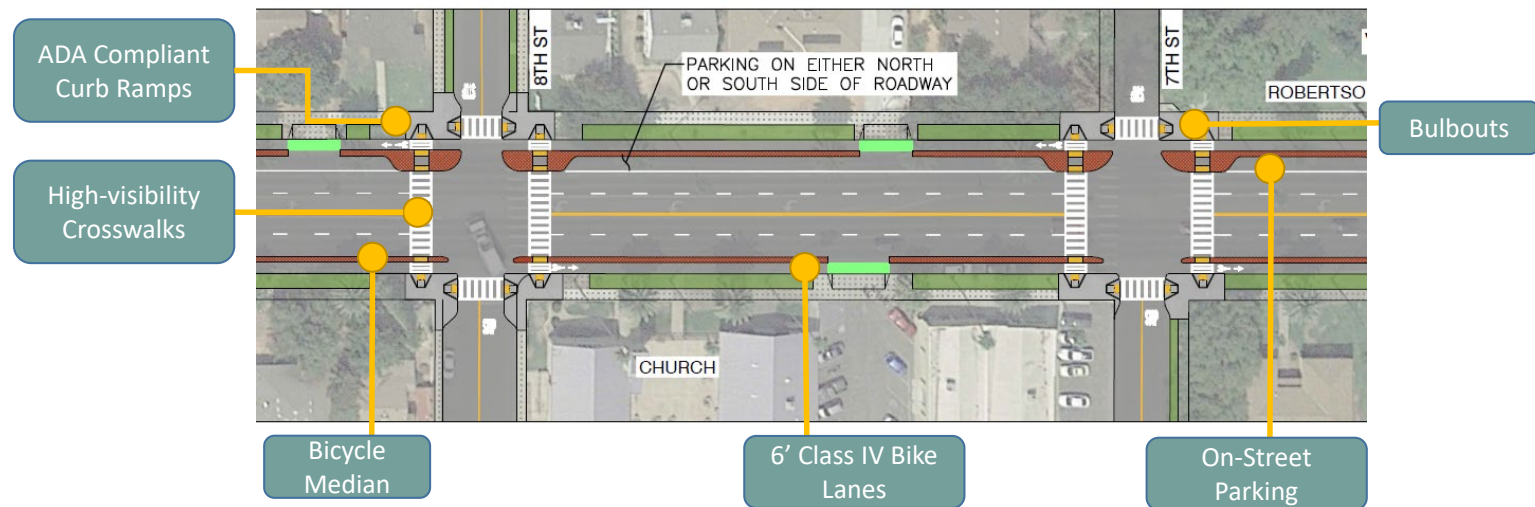 ADA Compliant
Curb Ramps
High-visibility
Crosswalks
8TH ST
PARKING ON EITHER NORTH
OR SOUTH SIDE OF ROADWAY
7TH ST
ROBERTSO
Bulbouts
CHURCH
Bicycle
Median
6’ Class IV Bike
Lanes
On-Street
Parking